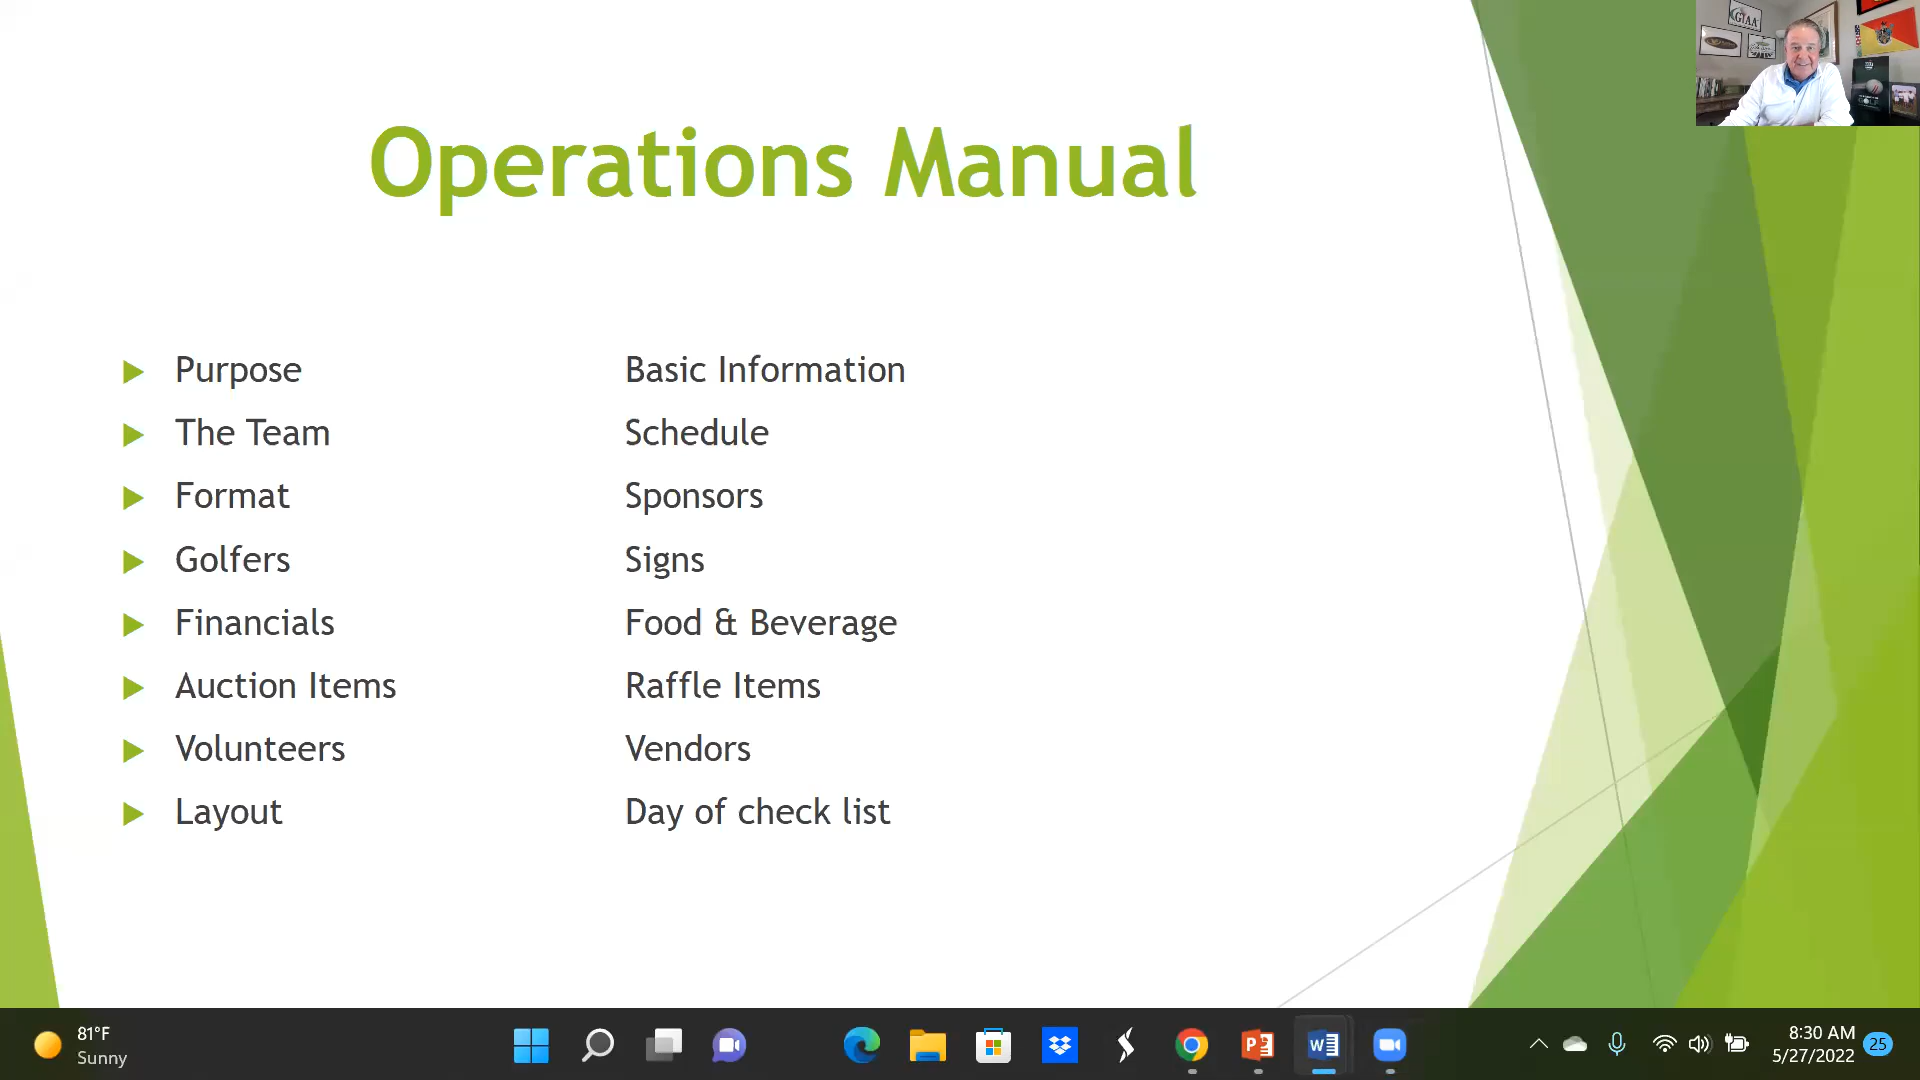 GIAA
Operations Manual
Purpose Basic Information
The Team Schedule
Format Sponsors
Golfers Signs
Financials Food & Beverage
Auction Items Raffle Items
Volunteers Vendors
Layout Day of check list
81°F
Sunny
8:30 AM
5/27/2022
25